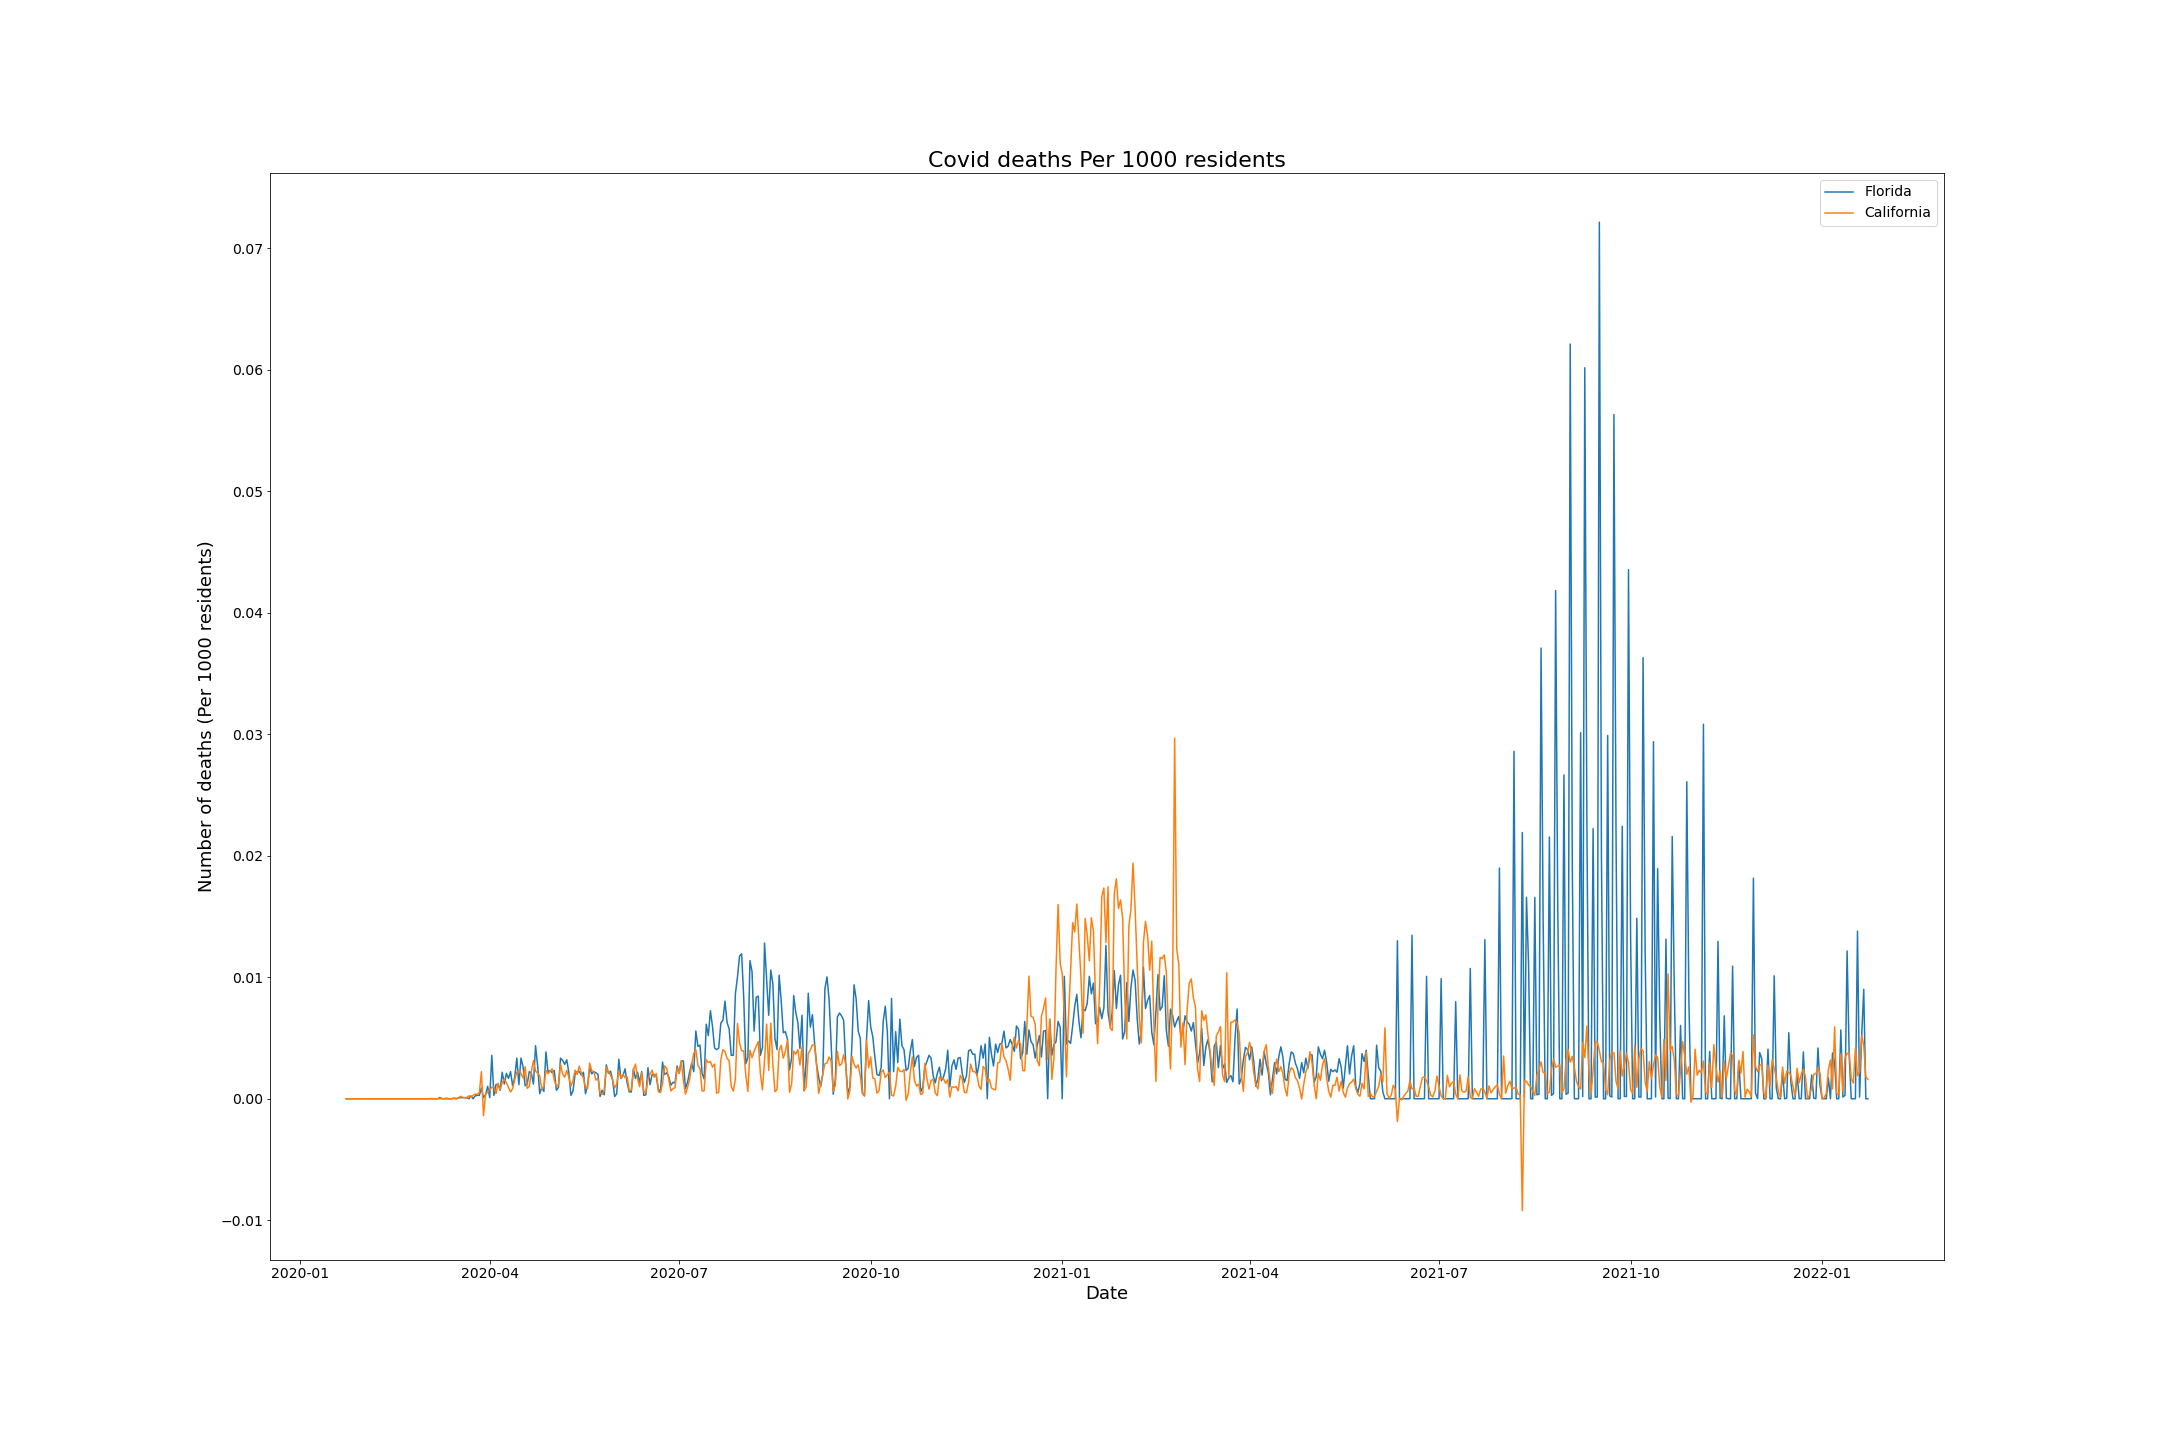 Covid deaths Per 1000 residents
Florida
California
Number of deaths (Per 1000 residents)
0.07
0.06
0.05
0.04
0.03
0.02
0.01
0.00
−0.01
2020-01 2020-04 2020-07 2020-10 2021-01 2021-04 2021-07 2021-10 2022-01
Date